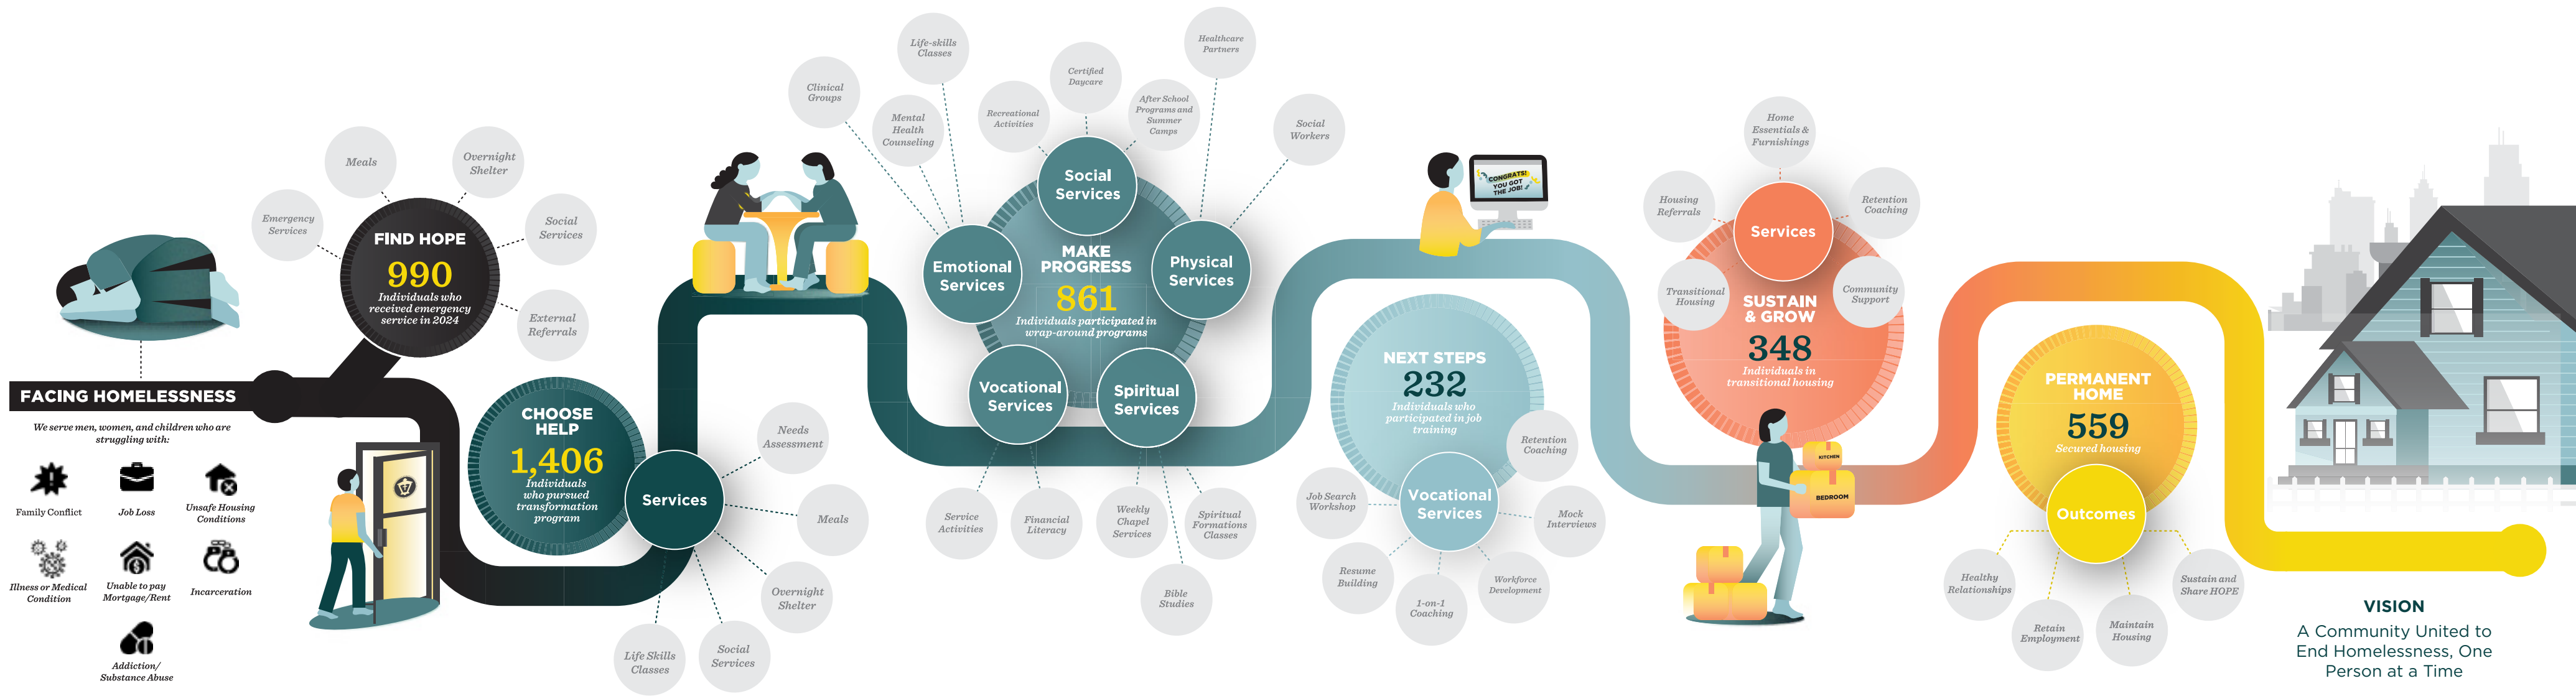 FACING HOMELESSNESS
We serve men, women, and children who are
struggling with:
Family Conflict
Job Loss
Unsafe Housing
Conditions
Illness or Medical
Condition
Unable to pay
Mortgage/Rent
Incarceration
Addiction/
Substance Abuse
Emergency
Services
Meals
Overnight
Shelter
Social
Services
External
Referrals
FIND HOPE
990
Individuals who
received emergency
service in 2024
CHOOSE
HELP
1,406
Individuals
who pursued
transformation
program
Services
Needs
Assessment
Meals
Overnight
Shelter
Social
Services
Life Skills
Classes
Clinical
Groups
Life-skills
Classes
Mental
Health
Counseling
Recreational
Activities
Certified
Daycare
After School
Programs and
Summer
Camps
Healthcare
Partners
Social
Workers
Social
Services
Emotional
Services
Physical
Services
MAKE
PROGRESS
861
Individuals participated in
wrap-around programs
Vocational
Services
Spiritual
Services
Service
Activities
Financial
Literacy
Weekly
Chapel
Services
Spiritual
Formations
Classes
Bible
Studies
CONGRATS!
YOU GOT
THE JOB!
NEXT STEPS
232
Individuals who
participated in job
training
Vocational
Services
Retention
Coaching
Job Search
Workshop
Mock
Interviews
Resume
Building
1-on-1
Coaching
Workforce
Development
Home
Essentials &
Furnishings
Housing
Referrals
Retention
Coaching
Services
Transitional
Housing
Community
Support
SUSTAIN
& GROW
348
Individuals in
transitional housing
KITCHEN
BEDROOM
PERMANENT
HOME
559
Secured housing
Outcomes
Healthy
Relationships
Retain
Employment
Maintain
Housing
Sustain and
Share HOPE
VISION
A Community United to
End Homelessness, One
Person at a Time